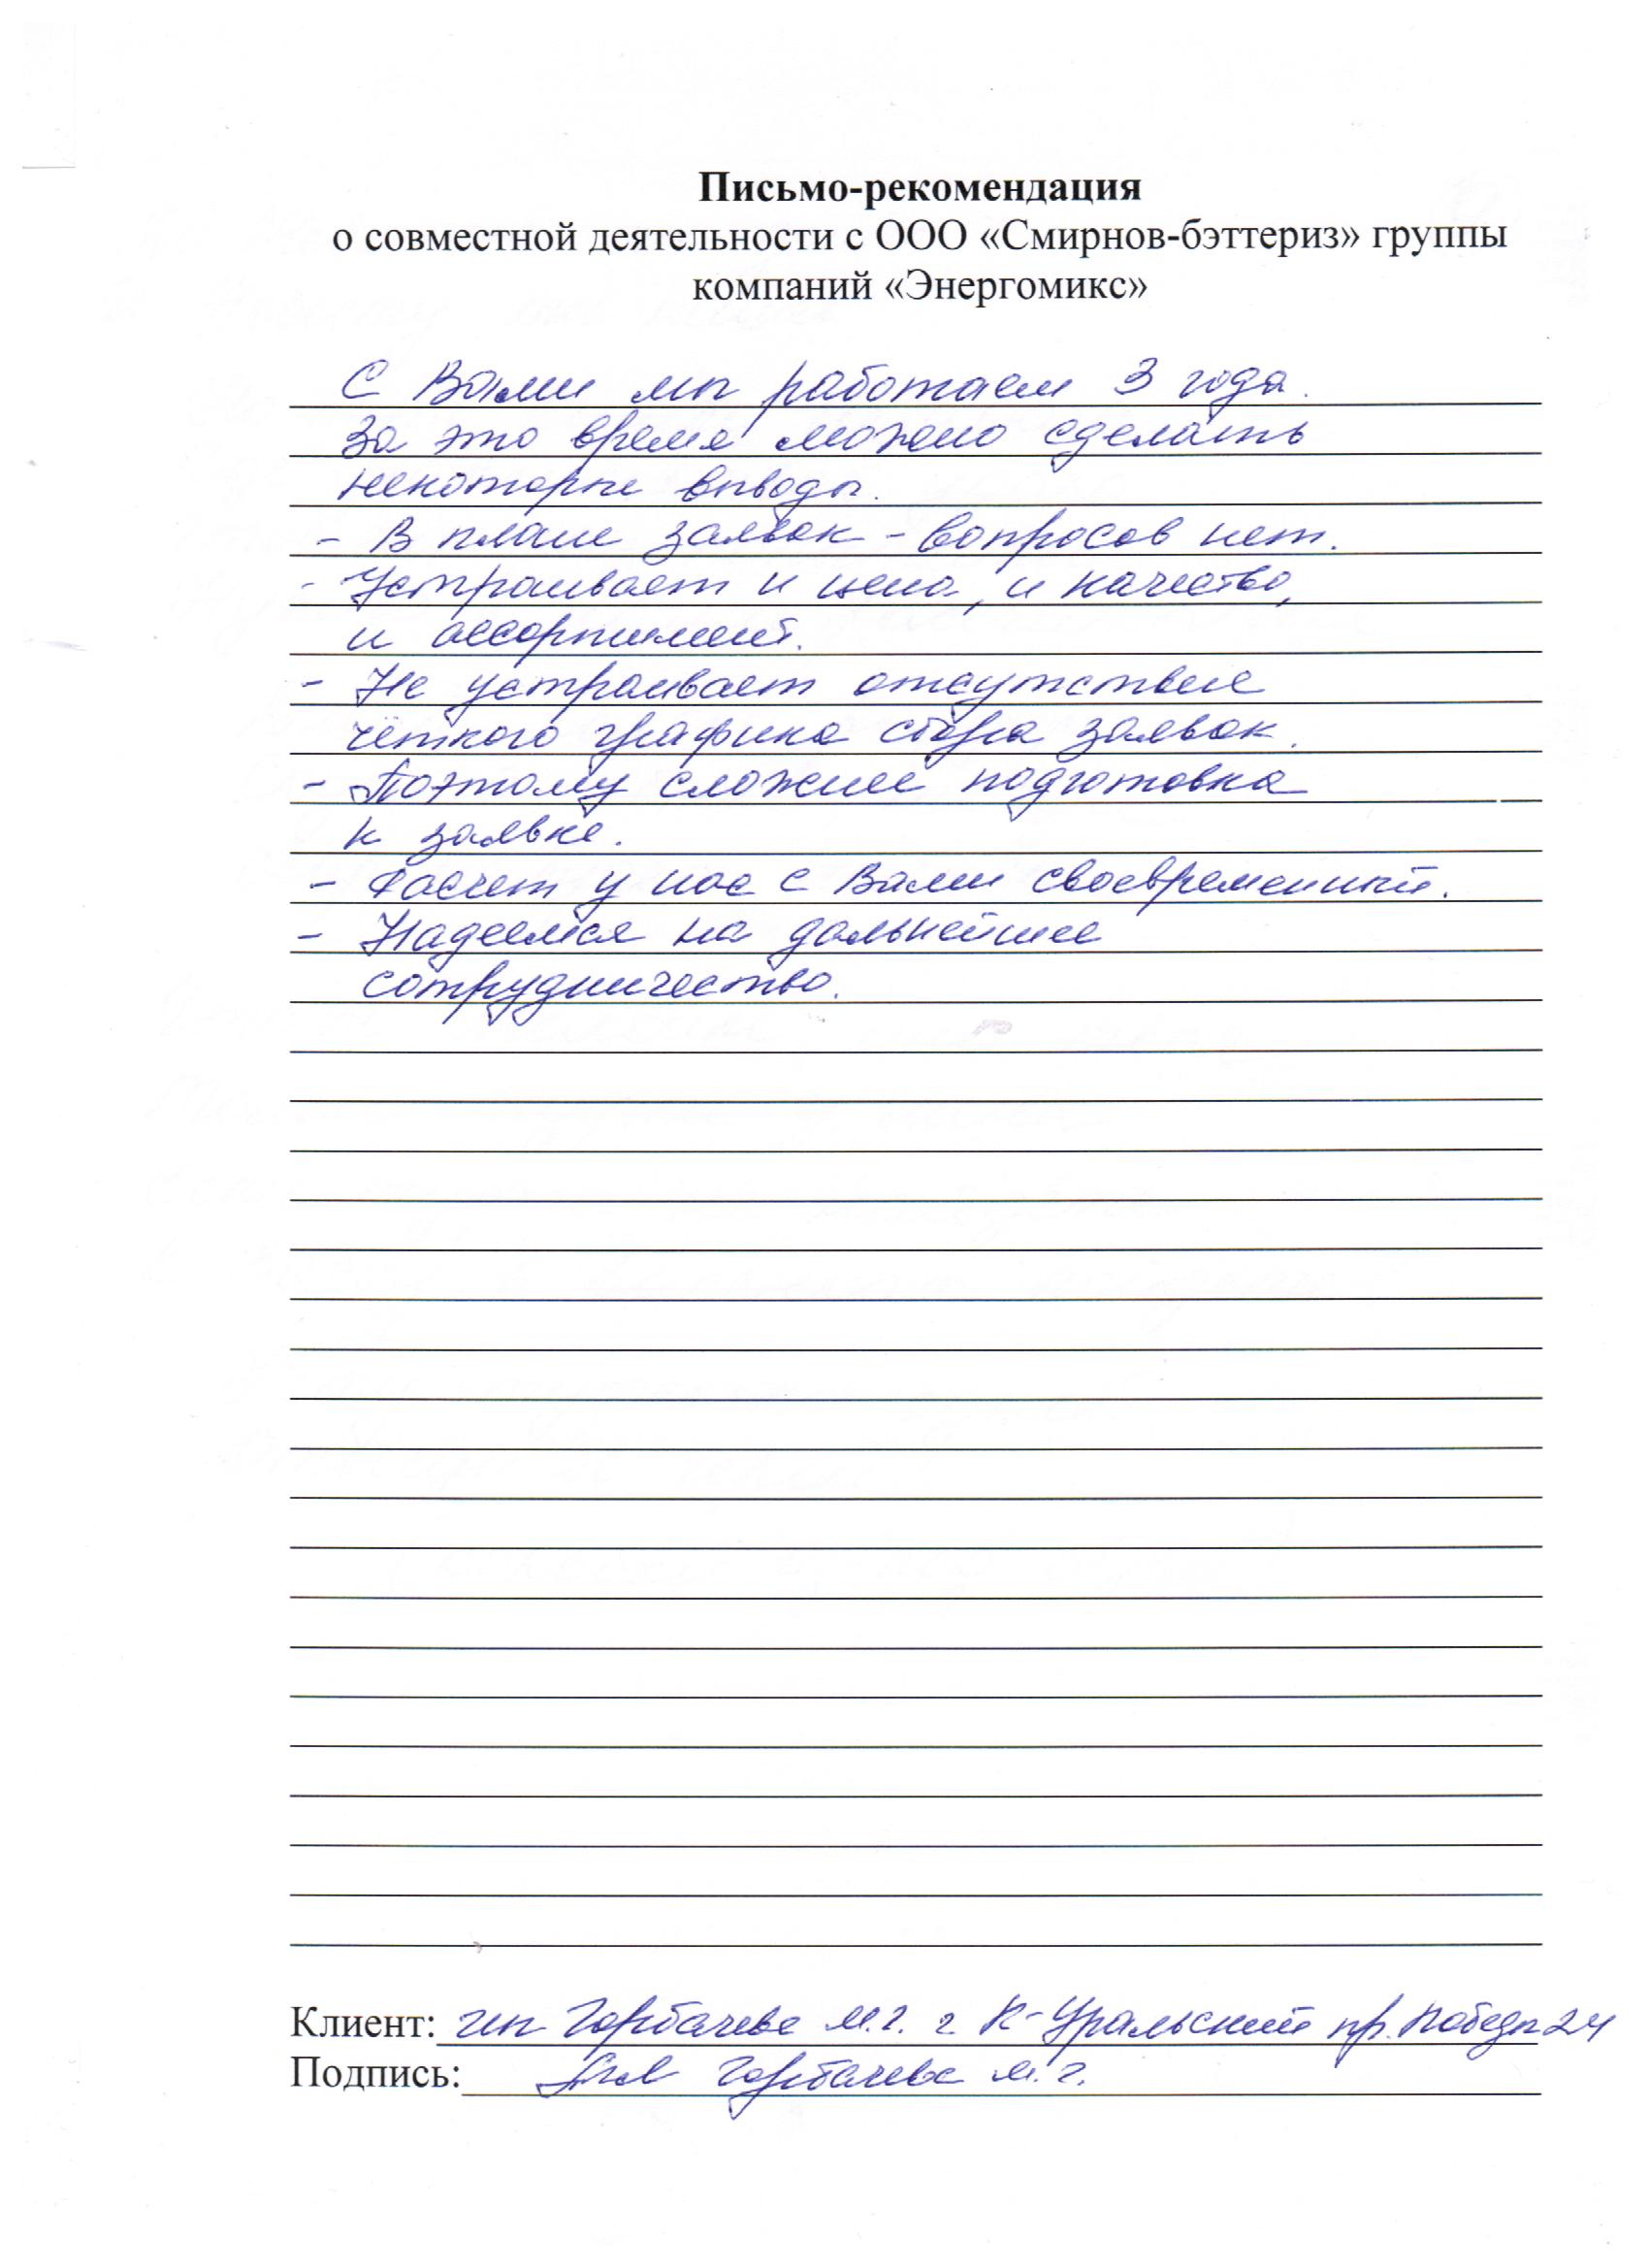 Письмо-рекомендация
о совместной деятельности с ООО «Смирнов-бэттериз» группы
компаний «Энергомикс»
С Вами мы работаем 3 года.
За это время можно сделать
некоторые выводы.
- В плане заявок - вопросов нет.
- Устраивает и цена, и качество,
и ассортимент.
- Не устраивает отсутствие
чёткого графика сбора заявок.
- Поэтому сложнее подготовка
к заявке.
- Расчет у нас с Вами своевременный.
- Надеемся на дальнейшее
сотрудничество.
Клиент: ип Горбачева М.Г. г К-Уральский пр. Победы 24
Подпись: Горбачева М.Г.